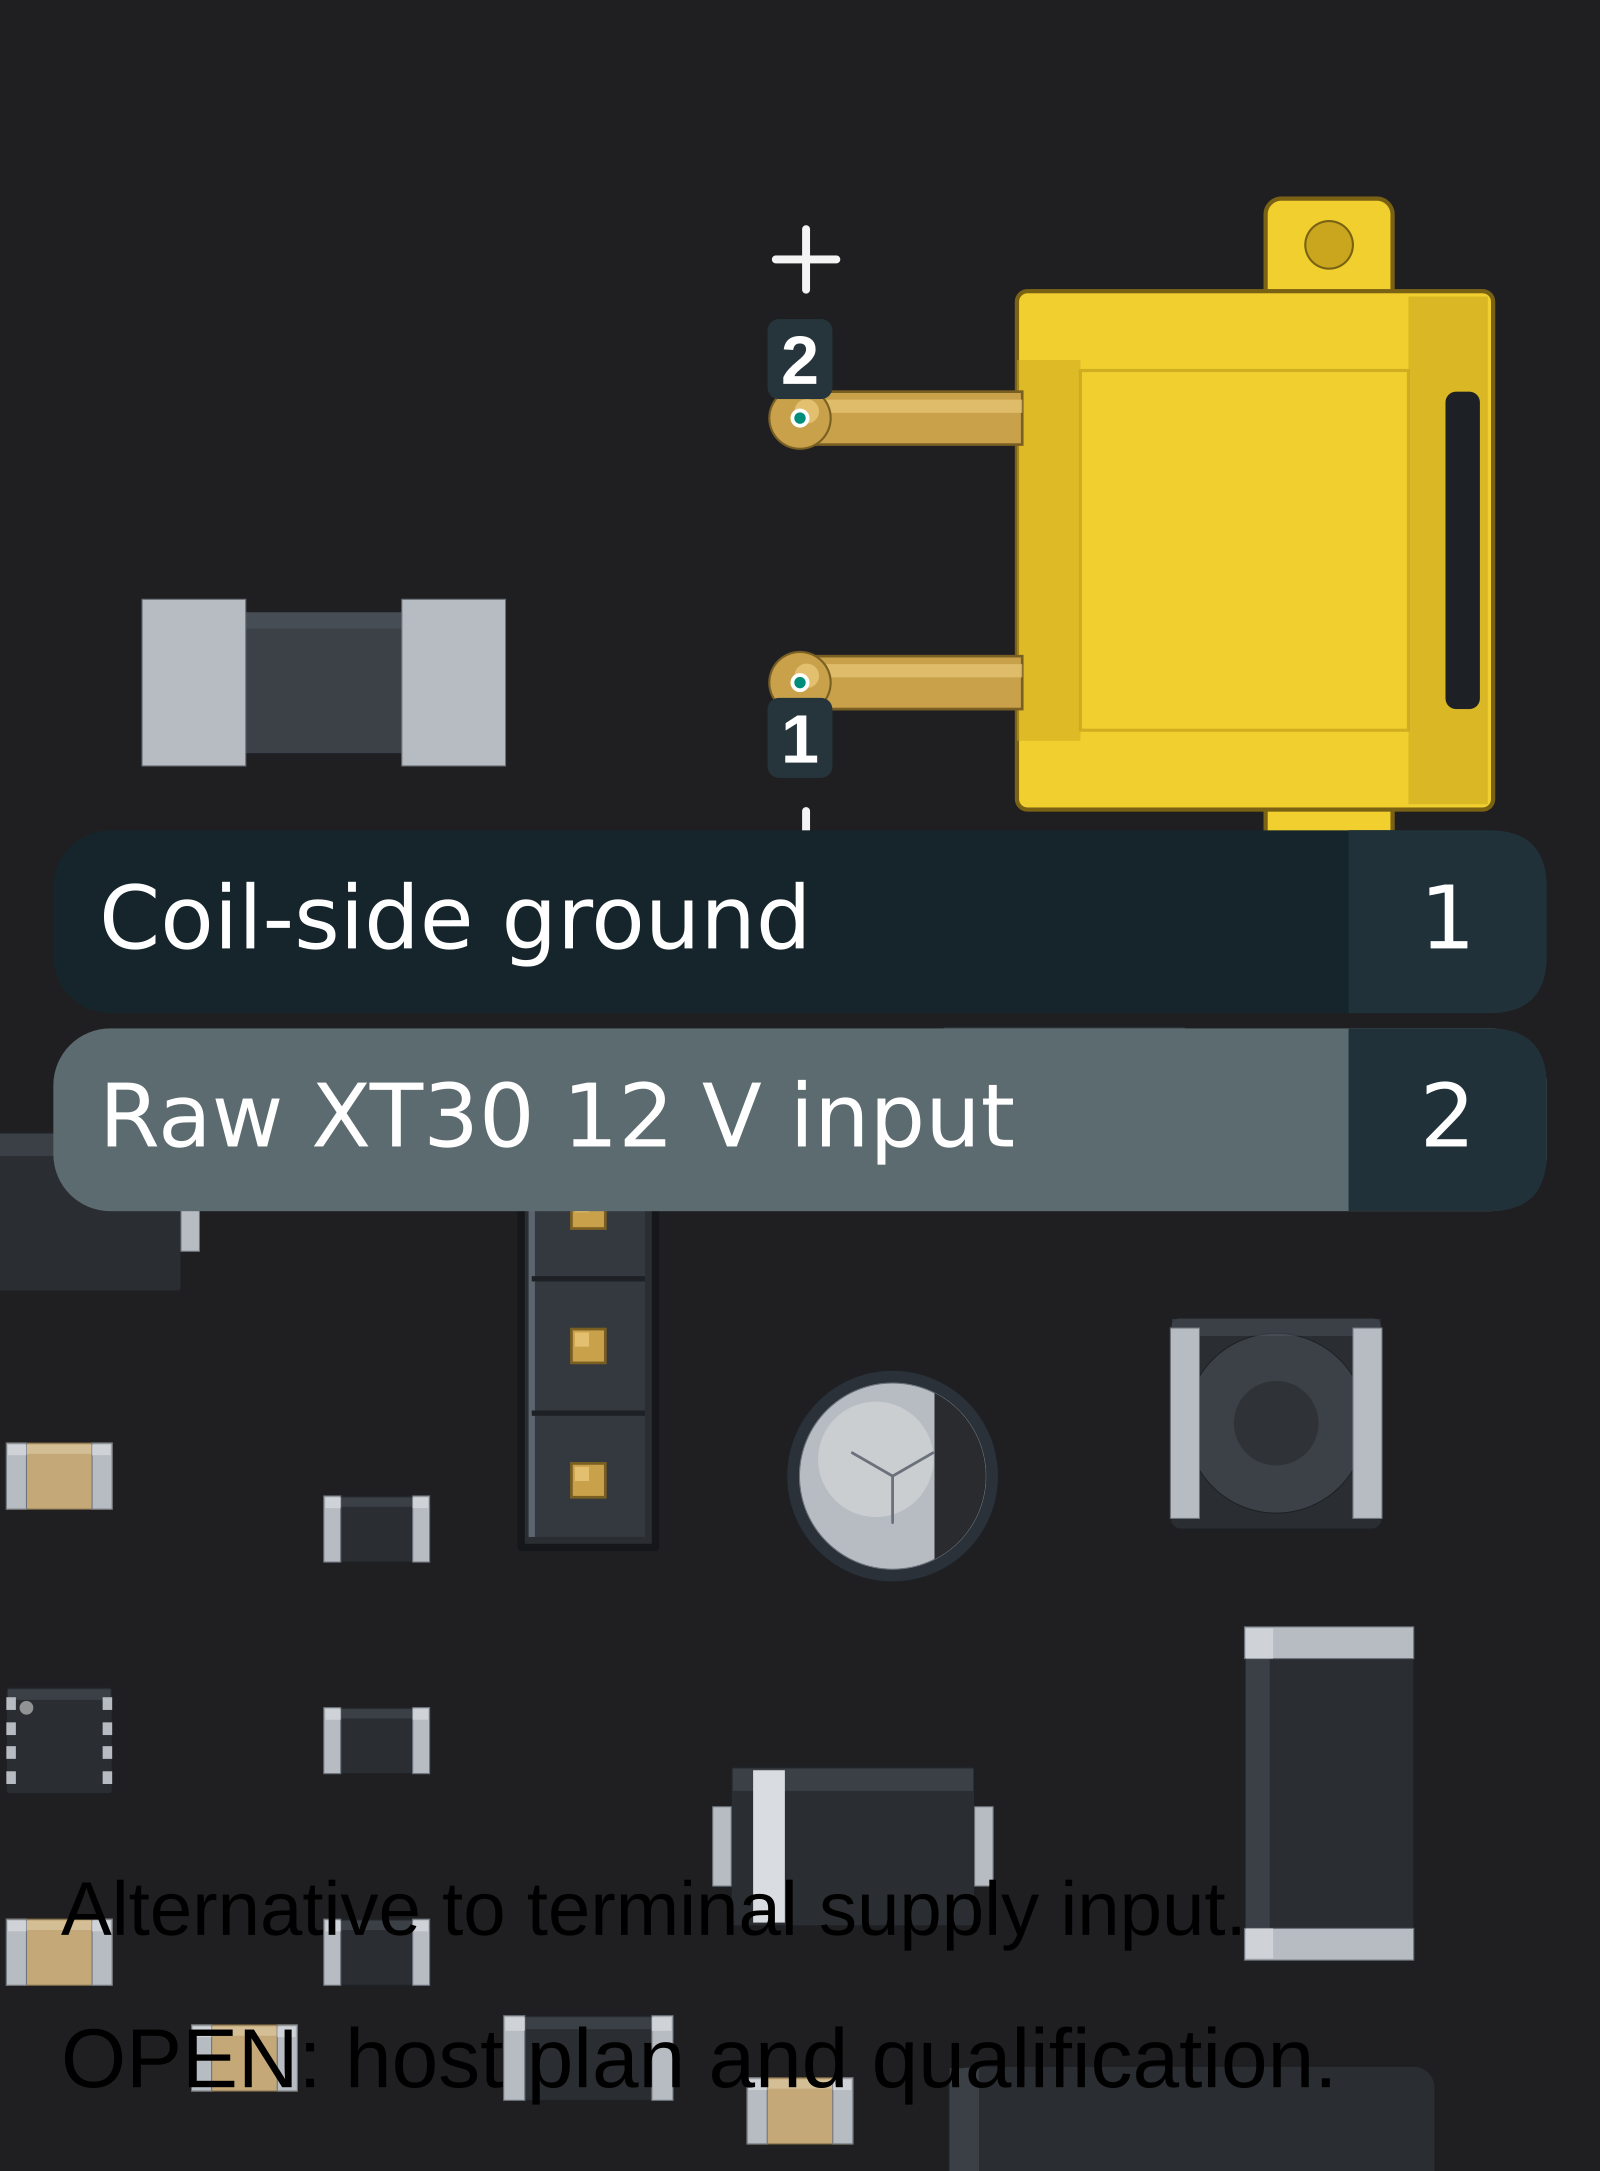 2
1
Coil-side ground 1
Raw XT30 12 V input 2
Alternative to terminal supply input.
OPEN: host plan and qualification.